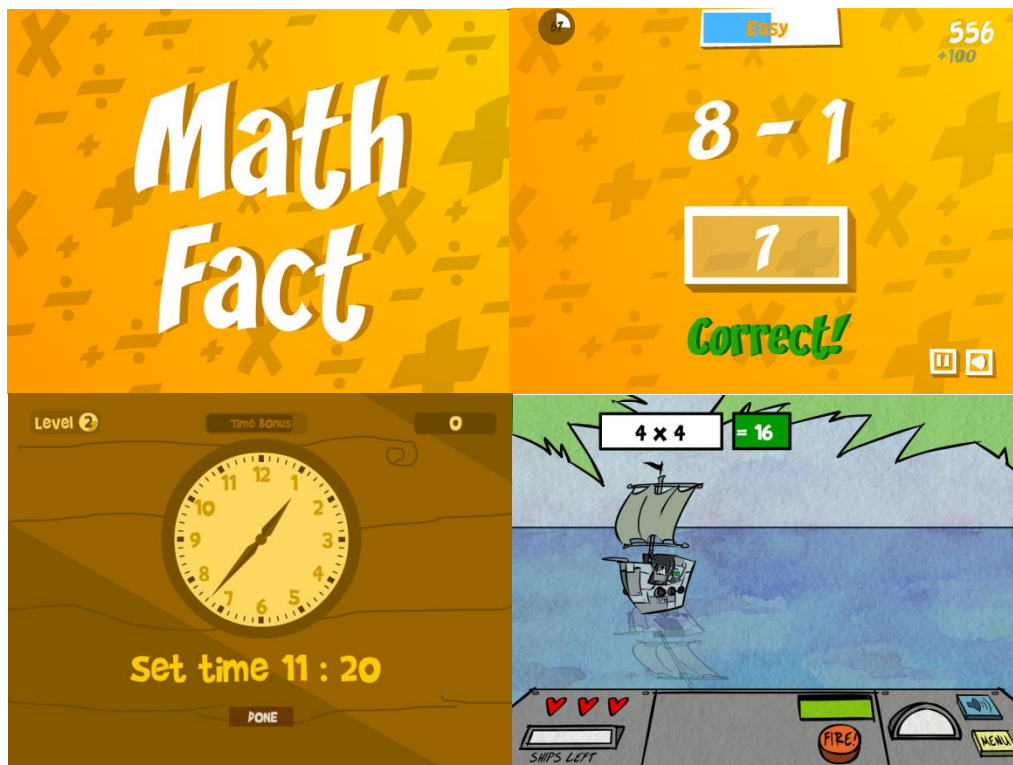 Math
Fact
61
Easy
556
+100
8 - 1
7
Correct!
Level 2
Time Bonus
0
12
11
1
10
2
9
3
8
4
7
5
6
Set time 11 : 20
DONE
4 x 4
= 16
FIRE!
MENU
SHIPS LEFT